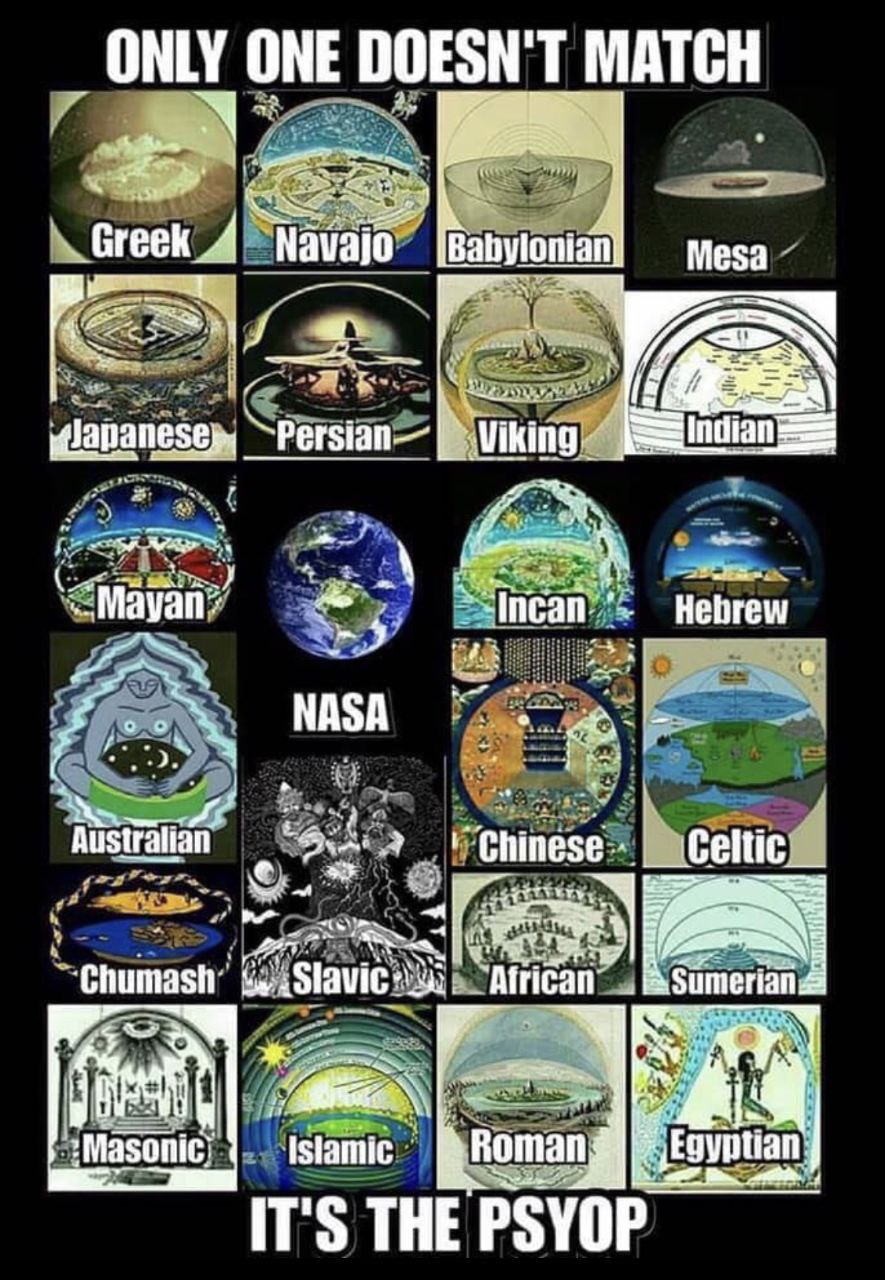 ONLY ONE DOESN'T MATCH
Greek
Navajo
Babylonian
Mesa
Japanese
Persian
Viking
Indian
Mayan
NASA
Incan
Hebrew
Australian
Slavic
Chinese
Celtic
Chumash
African
Sumerian
Masonic
Islamic
Roman
Egyptian
IT'S THE PSYOP